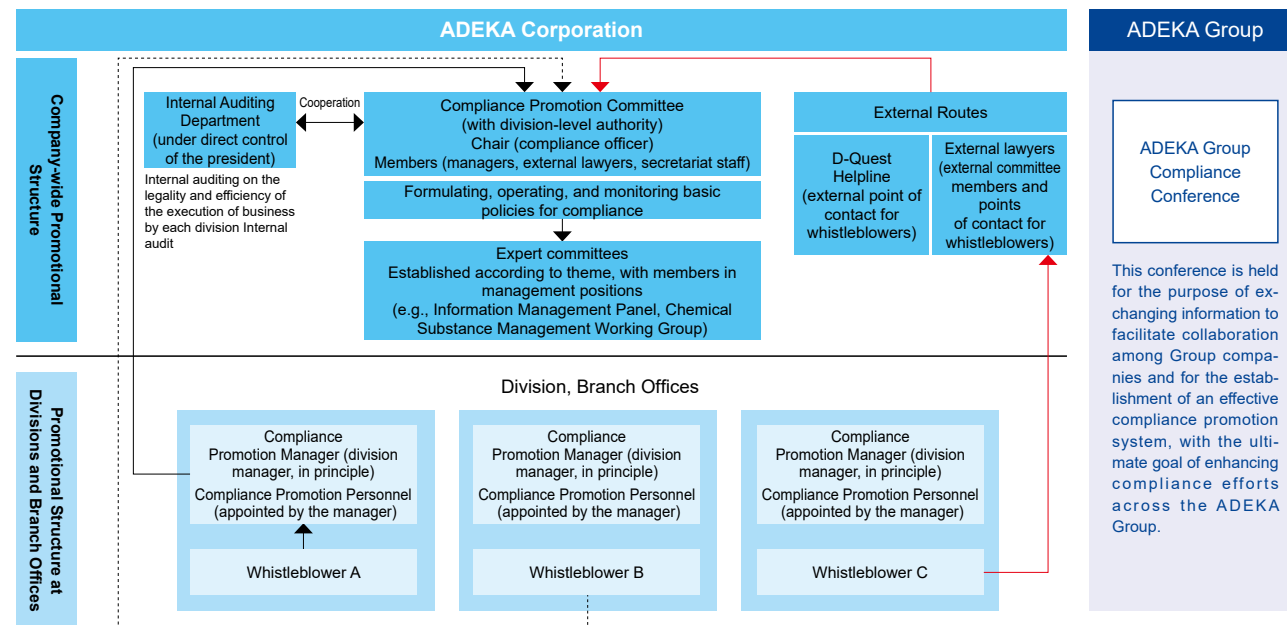 ADEKA Corporation
ADEKA Group
Company-wide Promotional
Structure
Internal Auditing
Department
(under direct control
of the president)
Internal auditing on the
legality and efficiency of
the execution of business
by each division Internal
audit
Cooperation
Compliance Promotion Committee
(with division-level authority)
Chair (compliance officer)
Members (managers, external lawyers, secretariat staff)
Formulating, operating, and monitoring basic
policies for compliance
Expert committees
Established according to theme, with members in
management positions
(e.g., Information Management Panel, Chemical
Substance Management Working Group)
External Routes
D-Quest
Helpline
(external point of
contact for
whistleblowers)
External lawyers
(external committee
members and
points
of contact for
whistleblowers)
ADEKA Group
Compliance
Conference
This conference is held
for the purpose of ex-
changing information to
facilitate collaboration
among Group compa-
nies and for the estab-
lishment of an effective
compliance promotion
system, with the ulti-
mate goal of enhancing
compliance efforts
across the ADEKA
Group.
Promotional Structure at
Divisions and Branch Offices
Division, Branch Offices
Compliance
Promotion Manager (division
manager, in principle)
Compliance Promotion Personnel
(appointed by the manager)
Whistleblower A
Compliance
Promotion Manager (division
manager, in principle)
Compliance Promotion Personnel
(appointed by the manager)
Whistleblower B
Compliance
Promotion Manager (division
manager, in principle)
Compliance Promotion Personnel
(appointed by the manager)
Whistleblower C